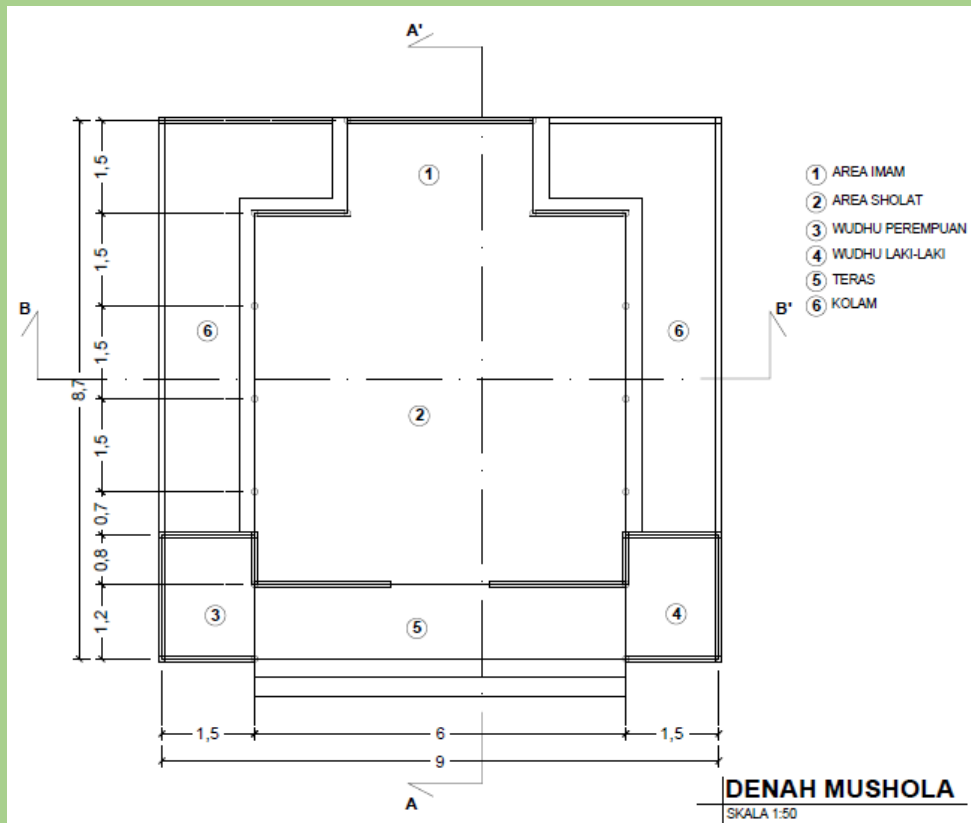 A'
1,5
1
1 AREA IMAM
2 AREA SHOLAT
3 WUDHU PEREMPUAN
4 WUDHU LAKI-LAKI
5 TERAS
6 KOLAM
1,5
B
B'
6
6
1,5
8,7
2
1,5
0,7
0,8
3
4
1,2
5
1,5
6
1,5
9
A
DENAH MUSHOLA
SKALA 1:50